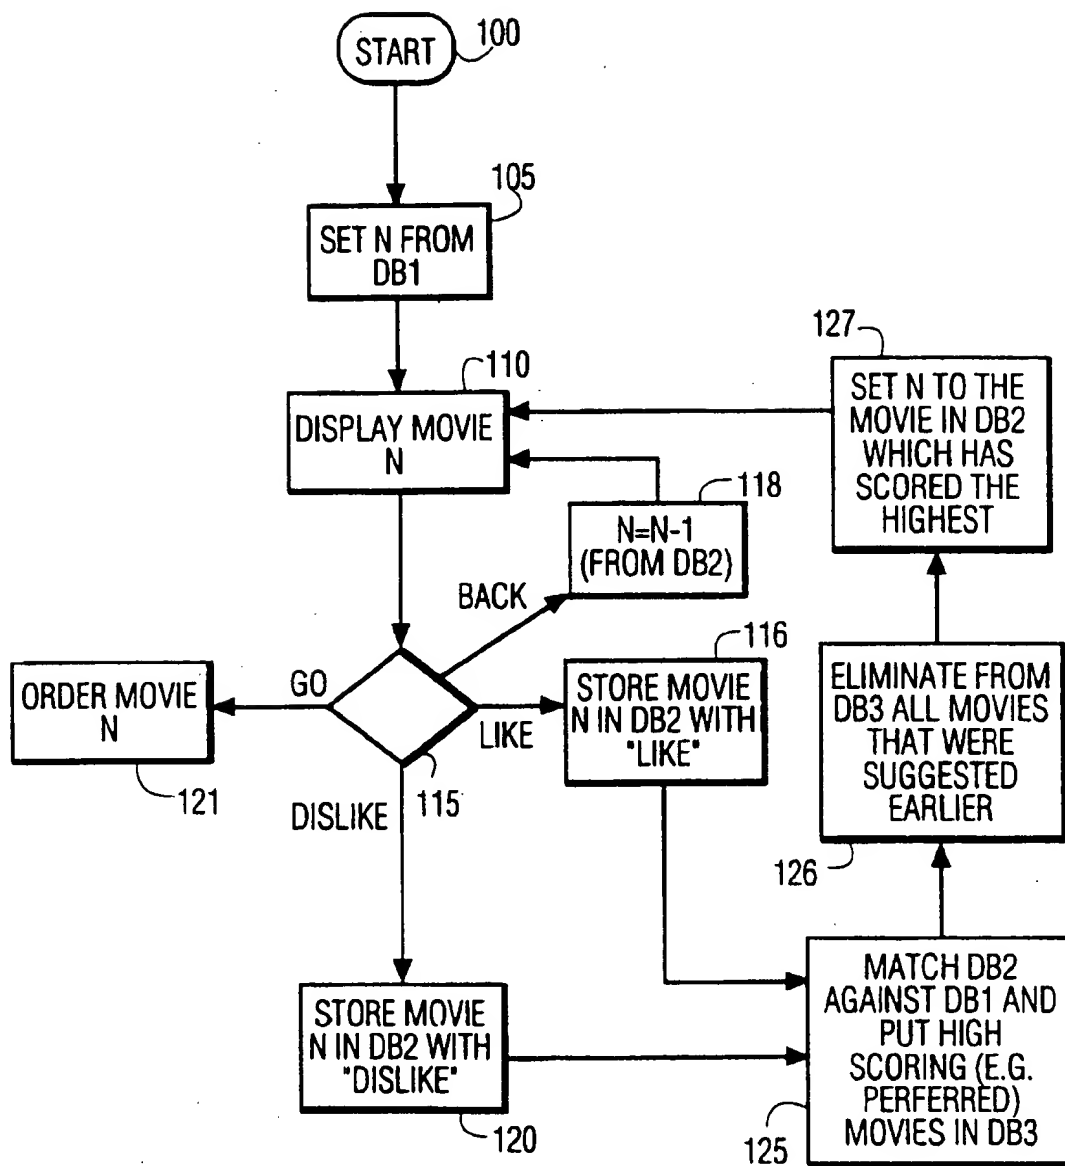 START
100
105
SET N FROM
DB1
110
DISPLAY MOVIE
N
127
SET N TO THE
MOVIE IN DB2
WHICH HAS
SCORED THE
HIGHEST
118
N=N-1
(FROM DB2)
BACK
GO
ORDER MOVIE
N
121
LIKE
116
STORE MOVIE
N IN DB2 WITH
"LIKE"
115
DISLIKE
ELIMINATE FROM
DB3 ALL MOVIES
THAT WERE
SUGGESTED
EARLIER
126
STORE MOVIE
N IN DB2 WITH
"DISLIKE"
120
MATCH DB2
AGAINST DB1 AND
PUT HIGH
SCORING (E.G.
PERFERRED)
MOVIES IN DB3
125